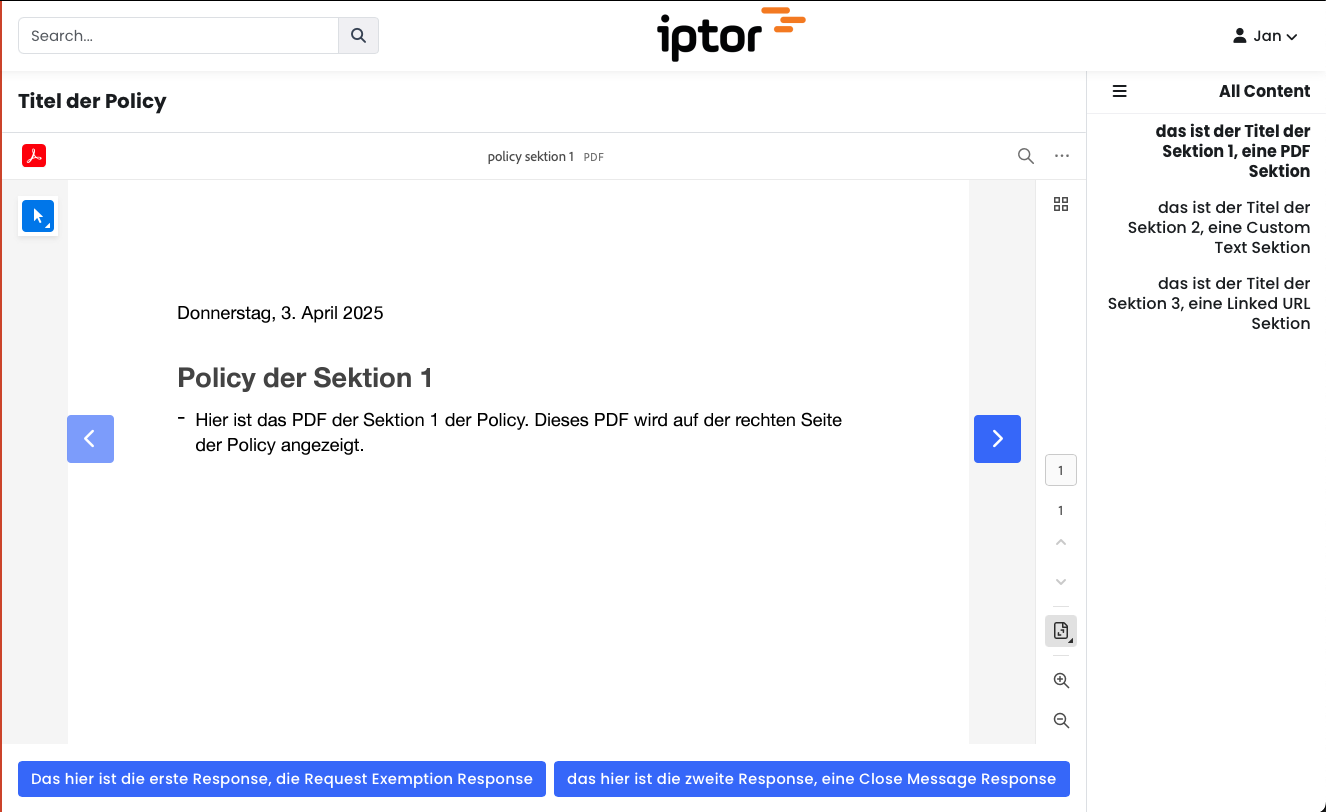 Search...
iptor
Jan
Titel der Policy
All Content
policy sektion 1 PDF
Donnerstag, 3. April 2025
Policy der Sektion 1
- Hier ist das PDF der Sektion 1 der Policy. Dieses PDF wird auf der rechten Seite
der Policy angezeigt.
1
1
das ist der Titel der
Sektion 1, eine PDF
Sektion
das ist der Titel der
Sektion 2, eine Custom
Text Sektion
das ist der Titel der
Sektion 3, eine Linked URL
Sektion
Das hier ist die erste Response, die Request Exemption Response
das hier ist die zweite Response, eine Close Message Response